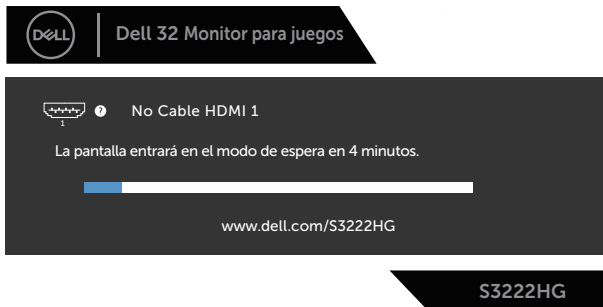 DELL
Dell 32 Monitor para juegos
?
No Cable HDMI 1
1
La pantalla entrará en el modo de espera en 4 minutos.
www.dell.com/S3222HG
S3222HG